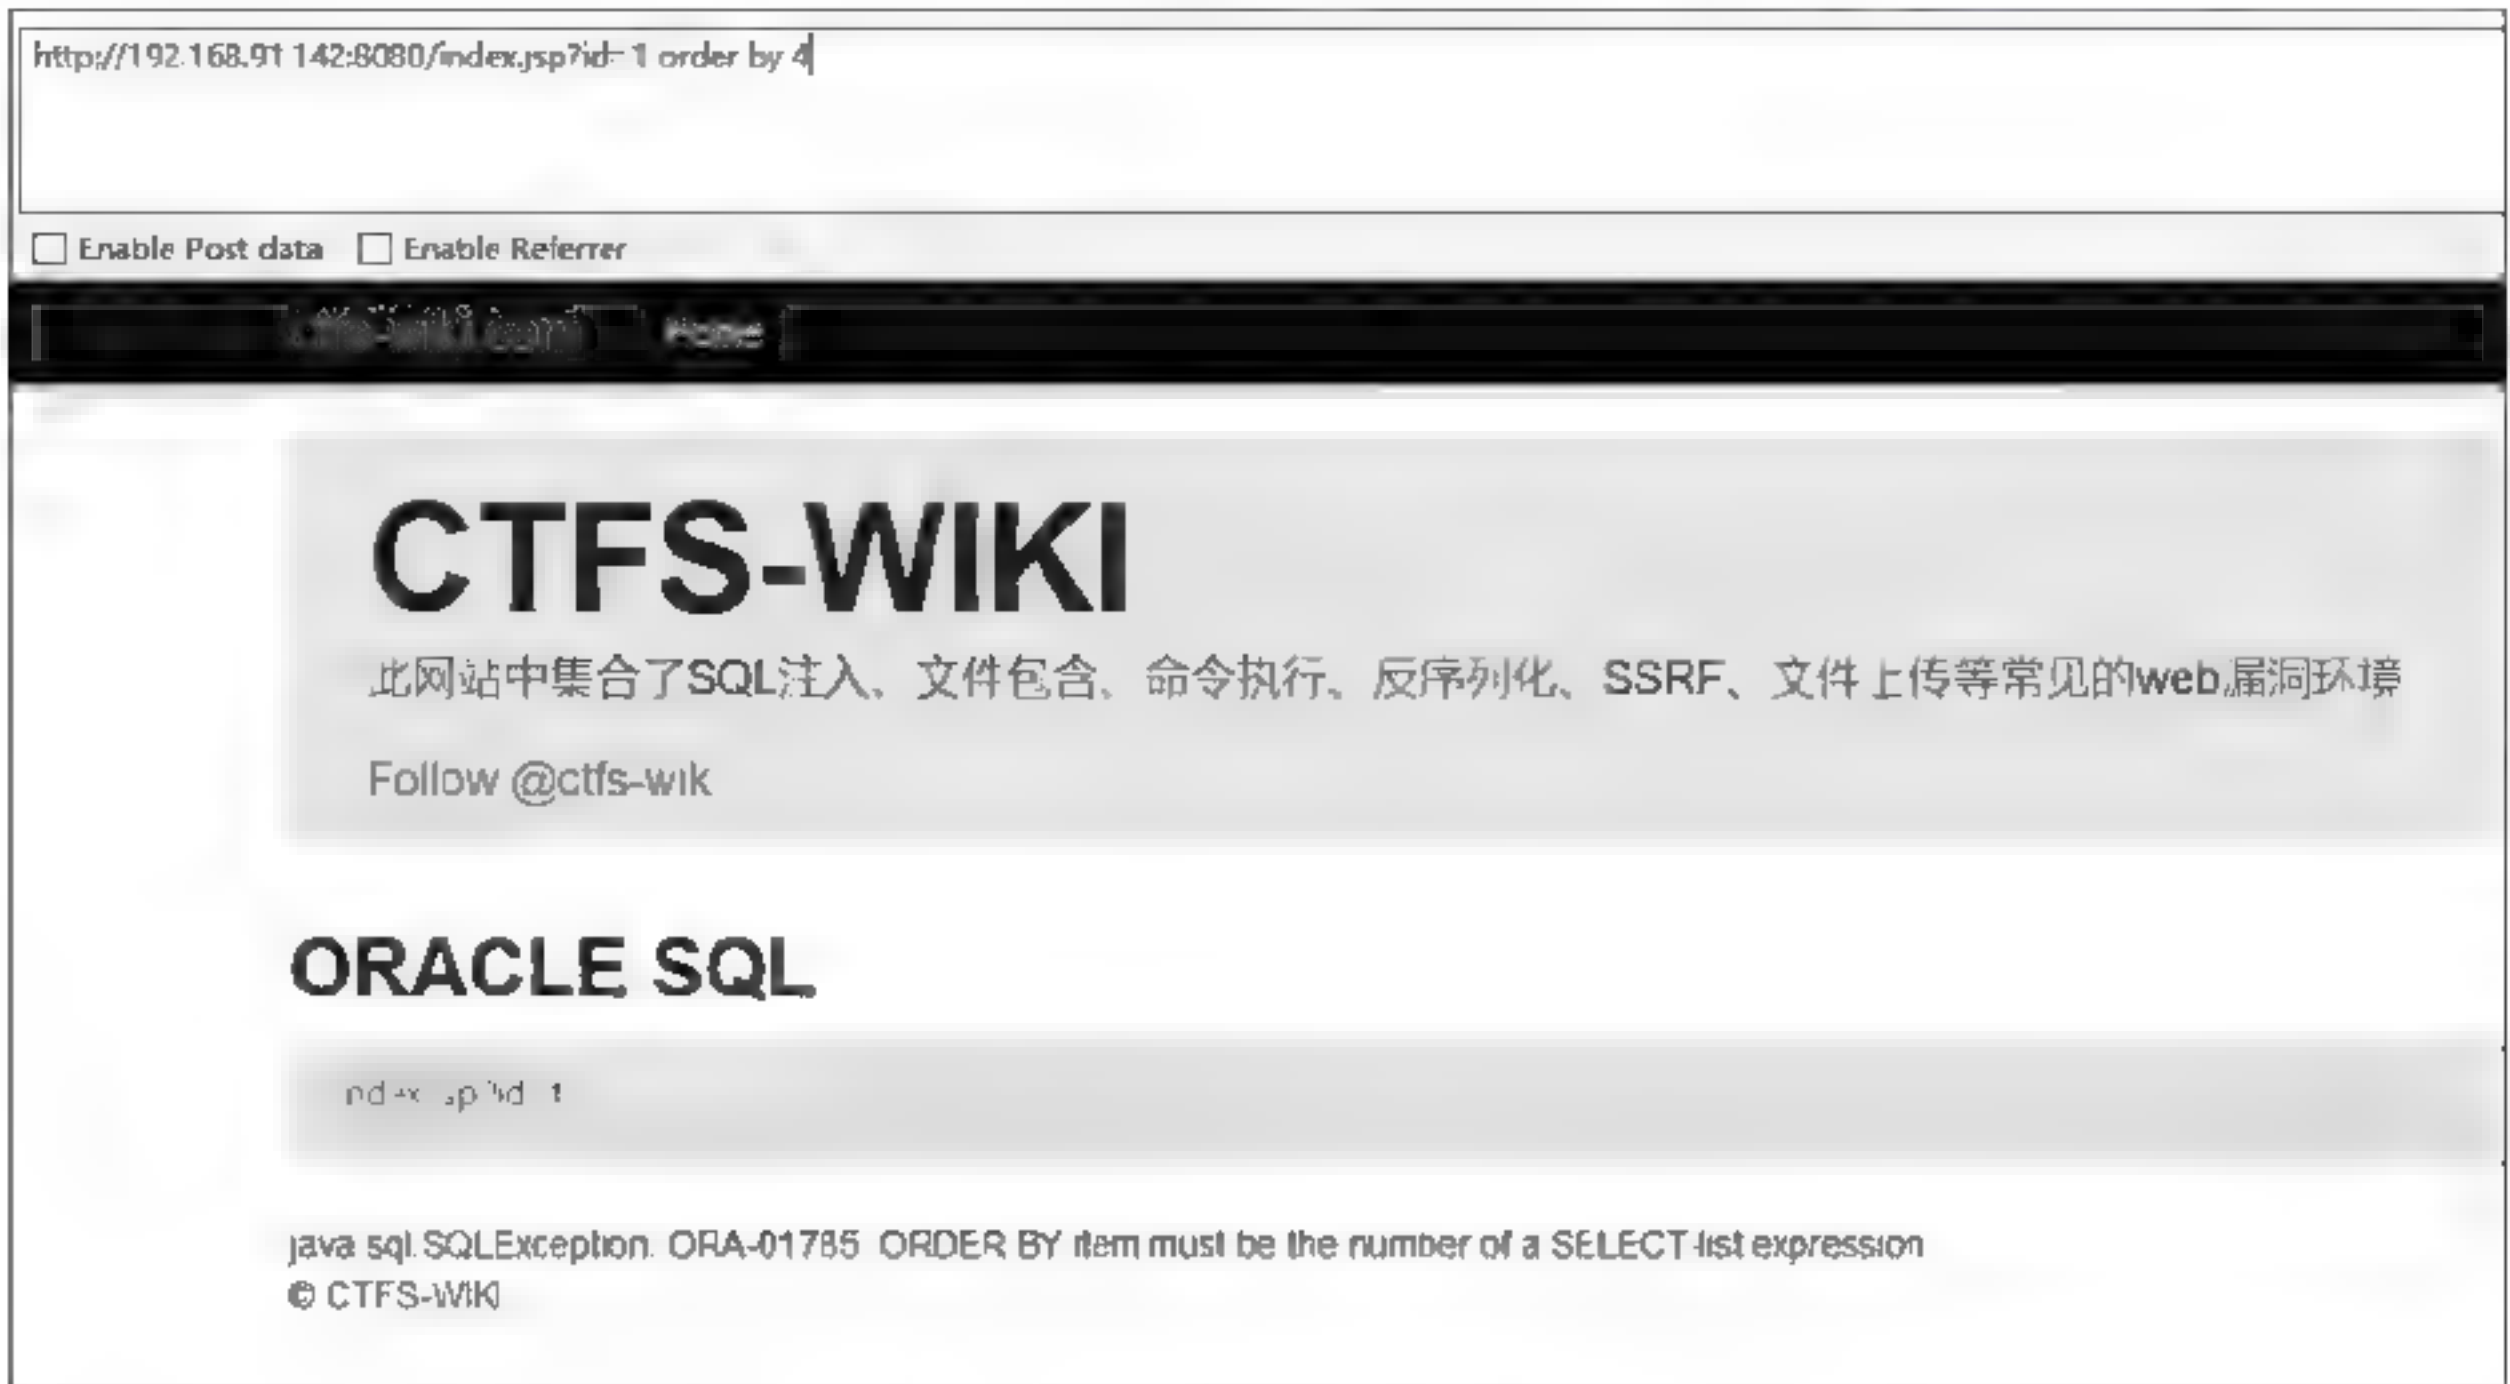 http://192.168.91.142:8080/index.jsp?id=1 order by 4
Enable Post data Enable Referrer
Home
CTFS-WIKI
此网站中集合了SQL注入、文件包含、命令执行、反序列化、SSRF、文件上传等常见的web漏洞环境
Follow @ctfs-wik
ORACLE SQL
java.sql.SQLException: ORA-01785: ORDER BY item must be the number of a SELECT-list expression
© CTFS-WIKI